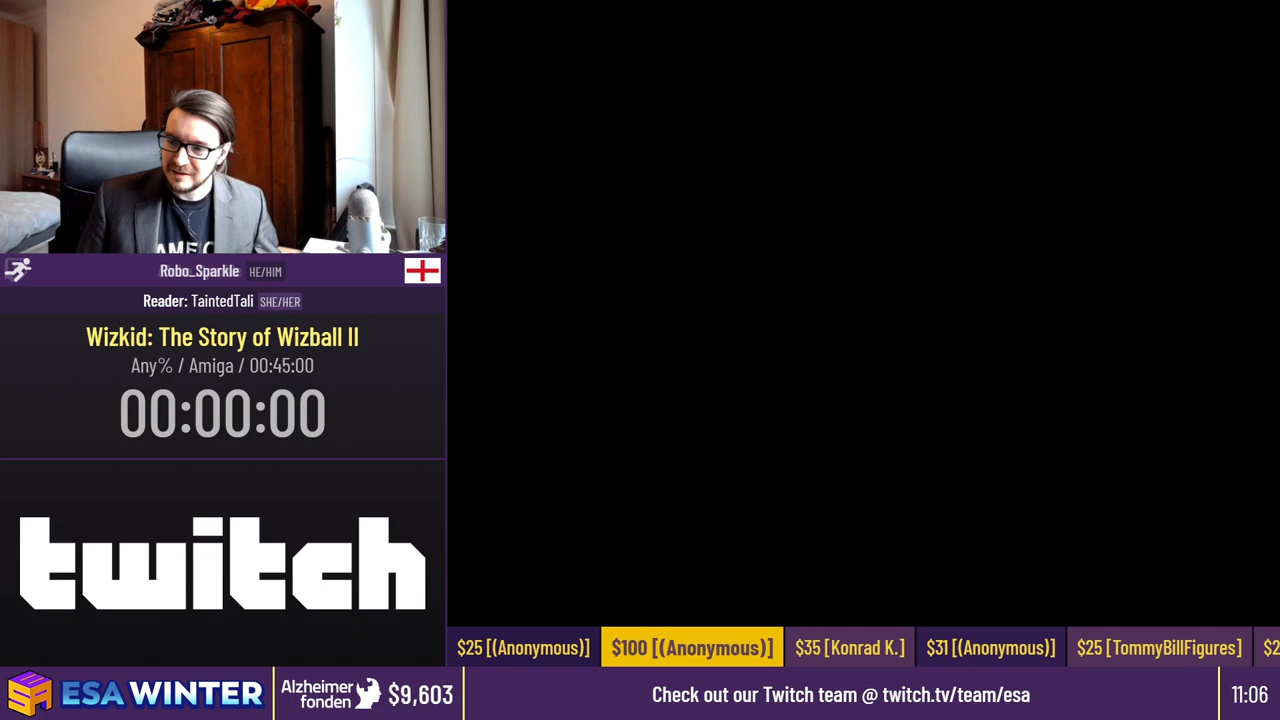 AMEG
Robo_Sparkle HE/HIM
Reader: TaintedTali SHE/HER
Wizkid: The Story of Wizball II
Any% / Amiga / 00:45:00
00:00:00
twitch
$25 [(Anonymous)] $100 [(Anonymous)] $35 [Konrad K.] $31 [(Anonymous)] $25 [TommyBillFigures] $2
ESA WINTER Alzheimer fonden $9,603 Check out our Twitch team @ twitch.tv/team/esa 11:06